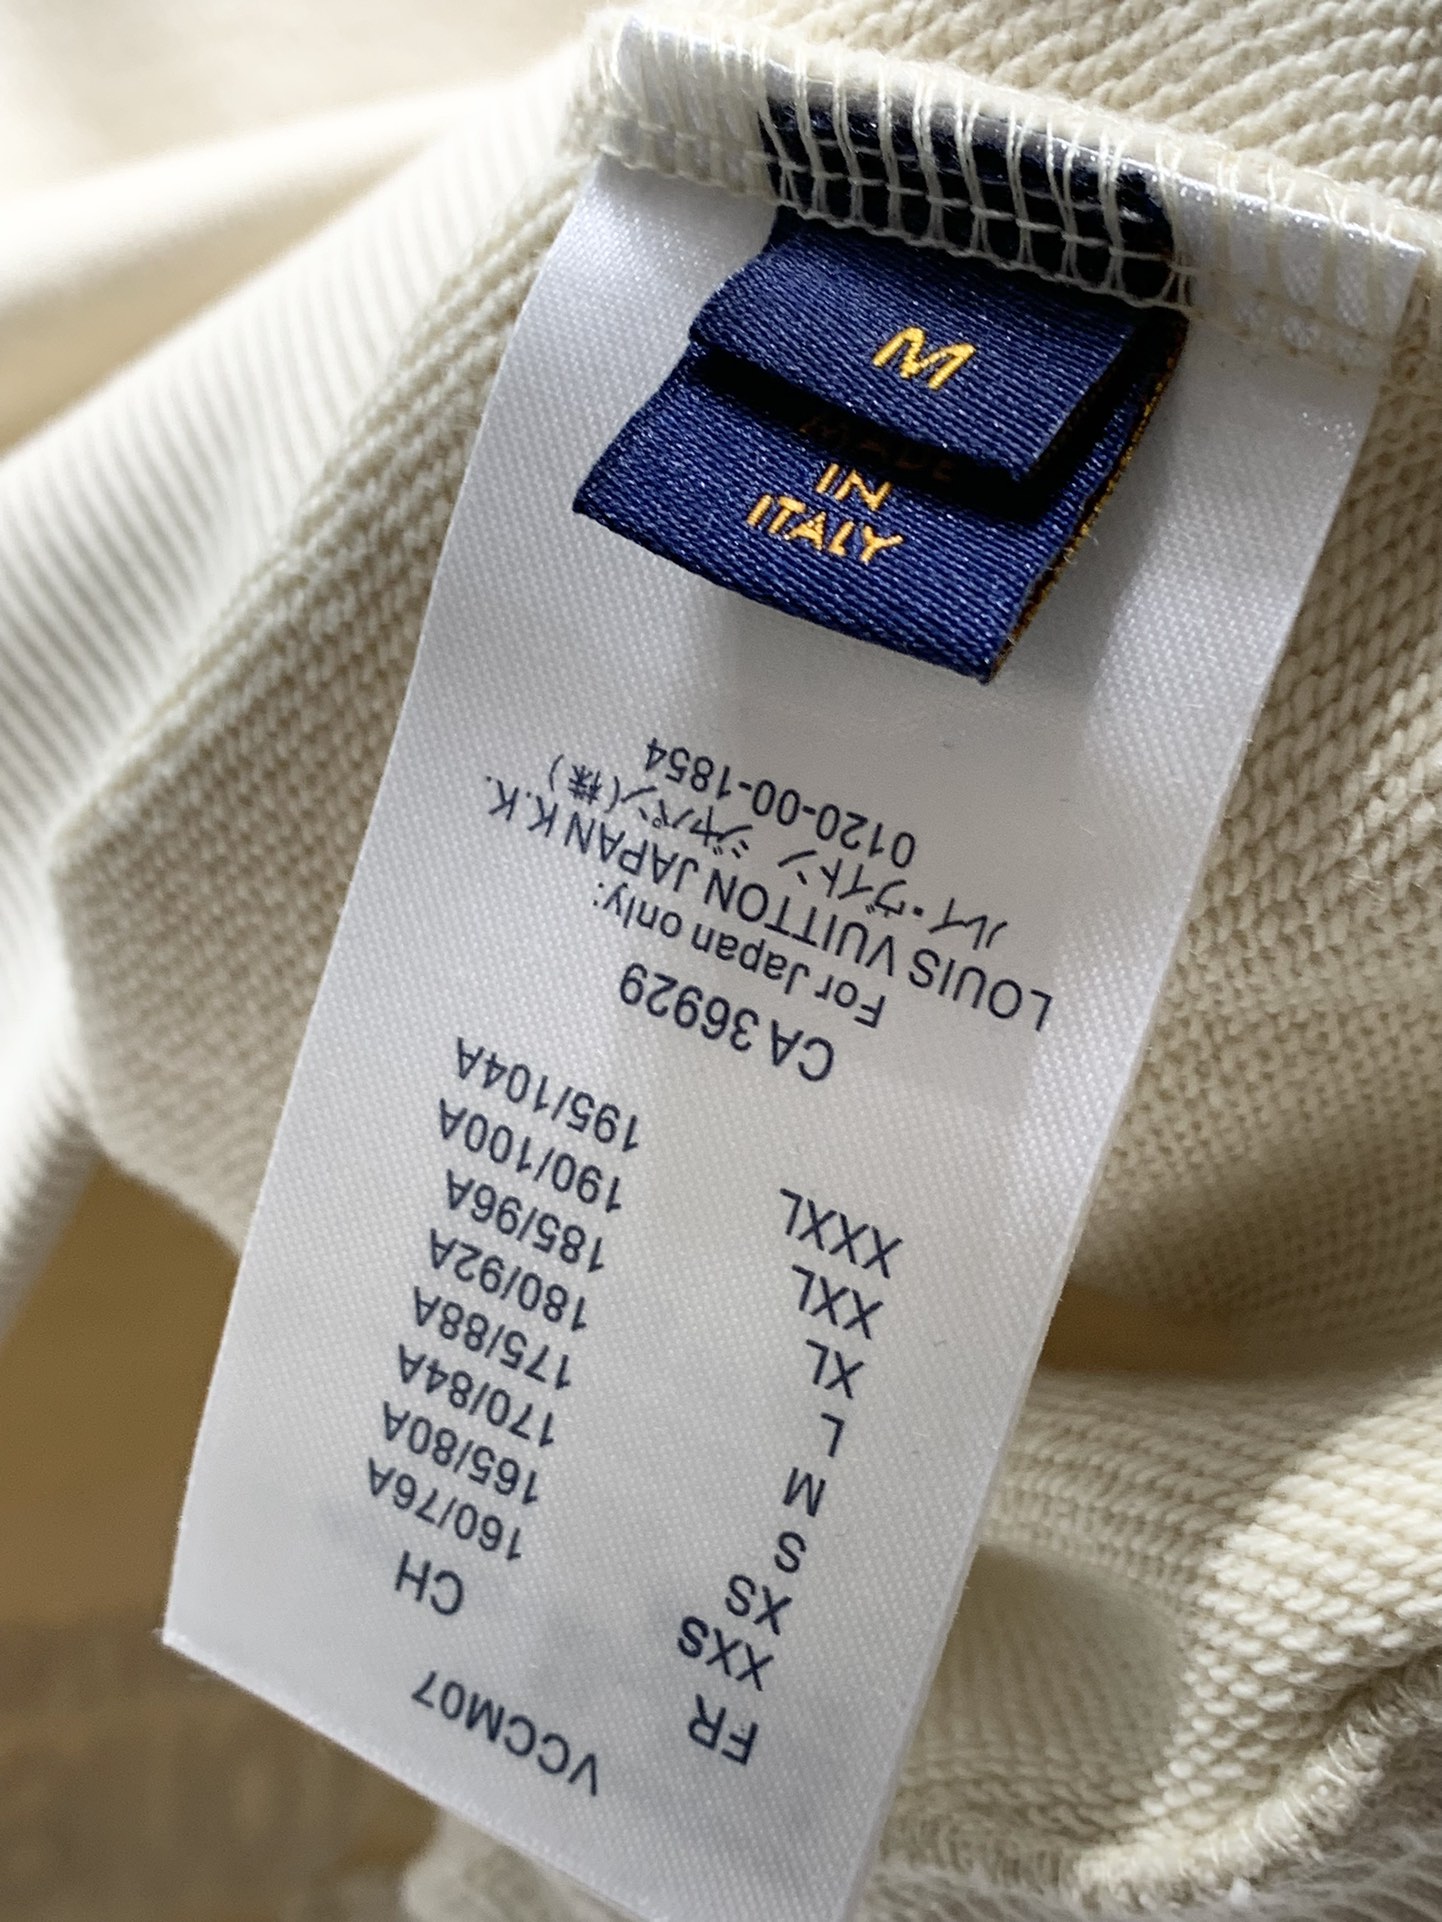 M
MADE
IN
ITALY
VCCM07
FR CH
XXS 160/76A
XS 165/80A
S 170/84A
M 175/88A
L 180/92A
XL 185/96A
XXL 190/100A
XXXL 195/104A
CA 36929
For Japan only:
LOUIS VUITTON JAPAN K.K.
ルイ・ヴィトン ジャパン(株)
0120-00-1854